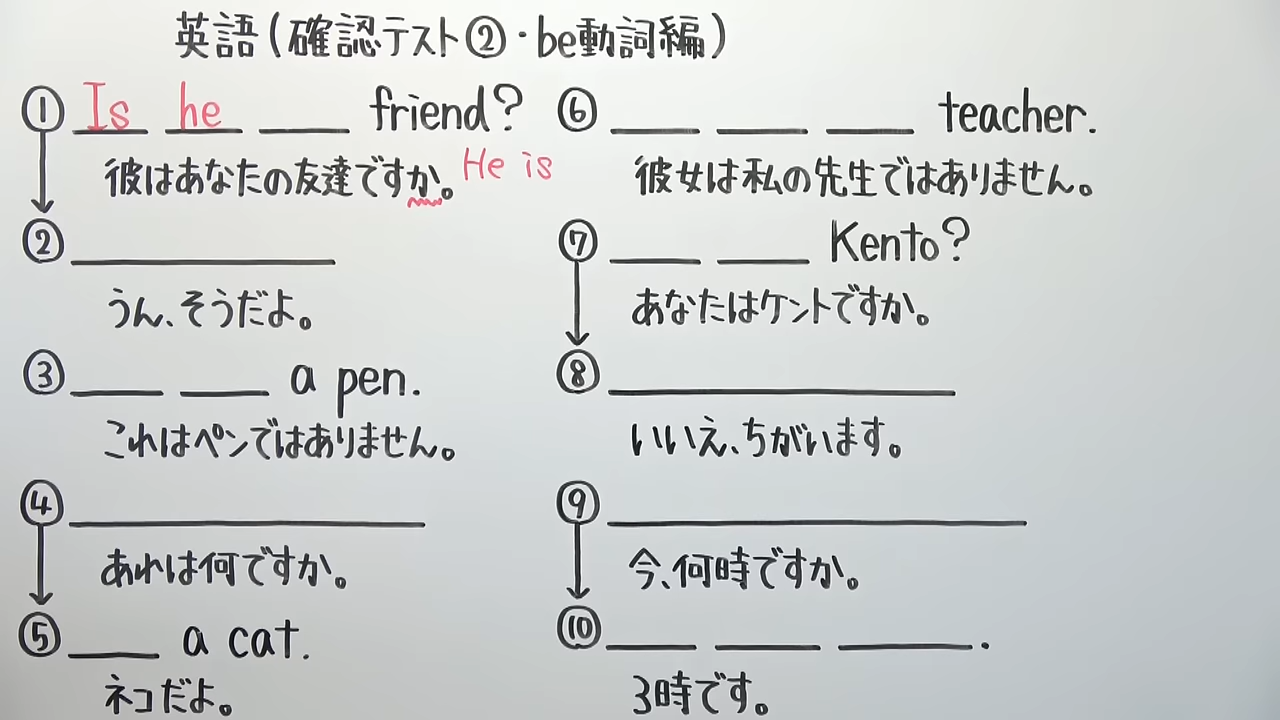 英語(確認テスト②・be動詞編)
① Is he ___ friend?
彼はあなたの友達ですか。 He is
② ___
うん、そうだよ。
③ ___ ___ a pen.
これはペンではありません。
④ ___
あれは何ですか。
⑤ ___ a cat.
ネコだよ。
⑥ ___ ___ ___ teacher.
彼女は私の先生ではありません。
⑦ ___ ___ Kento?
あなたはケントですか。
⑧ ___
いいえ、ちがいます。
⑨ ___
今、何時ですか。
⑩ ___ ___ ___.
3時です。